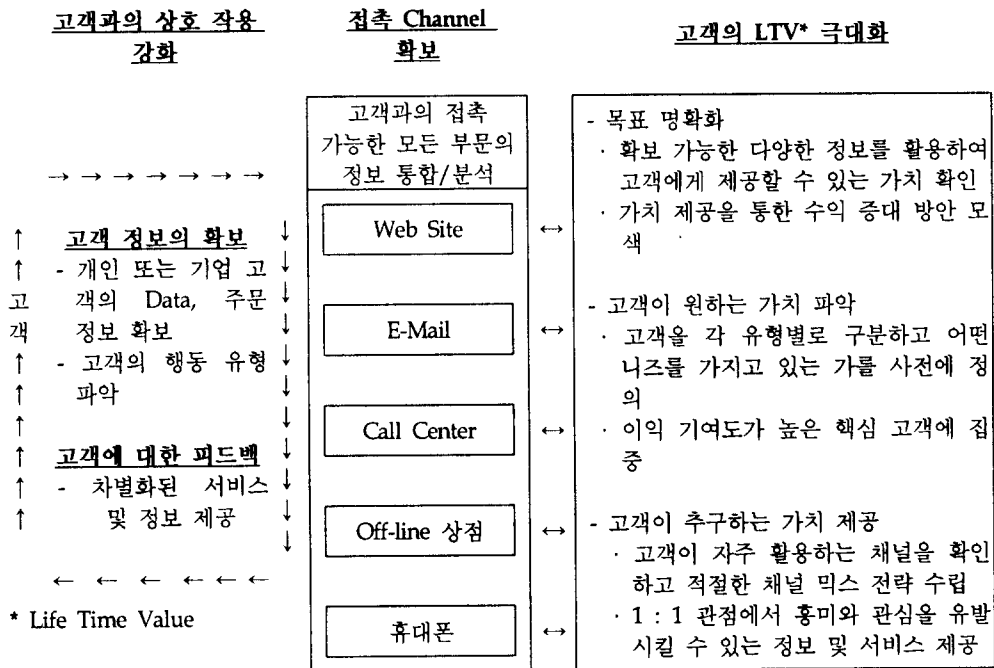 고객과의 상호 작용
강화
접촉 Channel
확보
고객의 LTV* 극대화
→ → → → → → →
↑ 고객 정보의 확보 ↓
↑ - 개인 또는 기업 고 ↓
고 객의 Data, 주문 ↓
객 정보 확보 ↓
↑ - 고객의 행동 유형 ↓
↑ 파악 ↓
↑ ↓
↑ 고객에 대한 피드백 ↓
↑ - 차별화된 서비스 ↓
↑ 및 정보 제공 ↓
↓
← ← ← ← ← ←
* Life Time Value
고객과의 접촉
가능한 모든 부문의
정보 통합/분석
Web Site ↔
E-Mail ↔
Call Center ↔
Off-line 상점 ↔
휴대폰 ↔
- 목표 명확화
· 확보 가능한 다양한 정보를 활용하여
고객에게 제공할 수 있는 가치 확인
· 가치 제공을 통한 수익 증대 방안 모
색
- 고객이 원하는 가치 파악
· 고객을 각 유형별로 구분하고 어떤
니즈를 가지고 있는 가를 사전에 정
의
· 이익 기여도가 높은 핵심 고객에 집
중
- 고객이 추구하는 가치 제공
· 고객이 자주 활용하는 채널을 확인
하고 적절한 채널 믹스 전략 수립
· 1 : 1 관점에서 흥미와 관심을 유발
시킬 수 있는 정보 및 서비스 제공